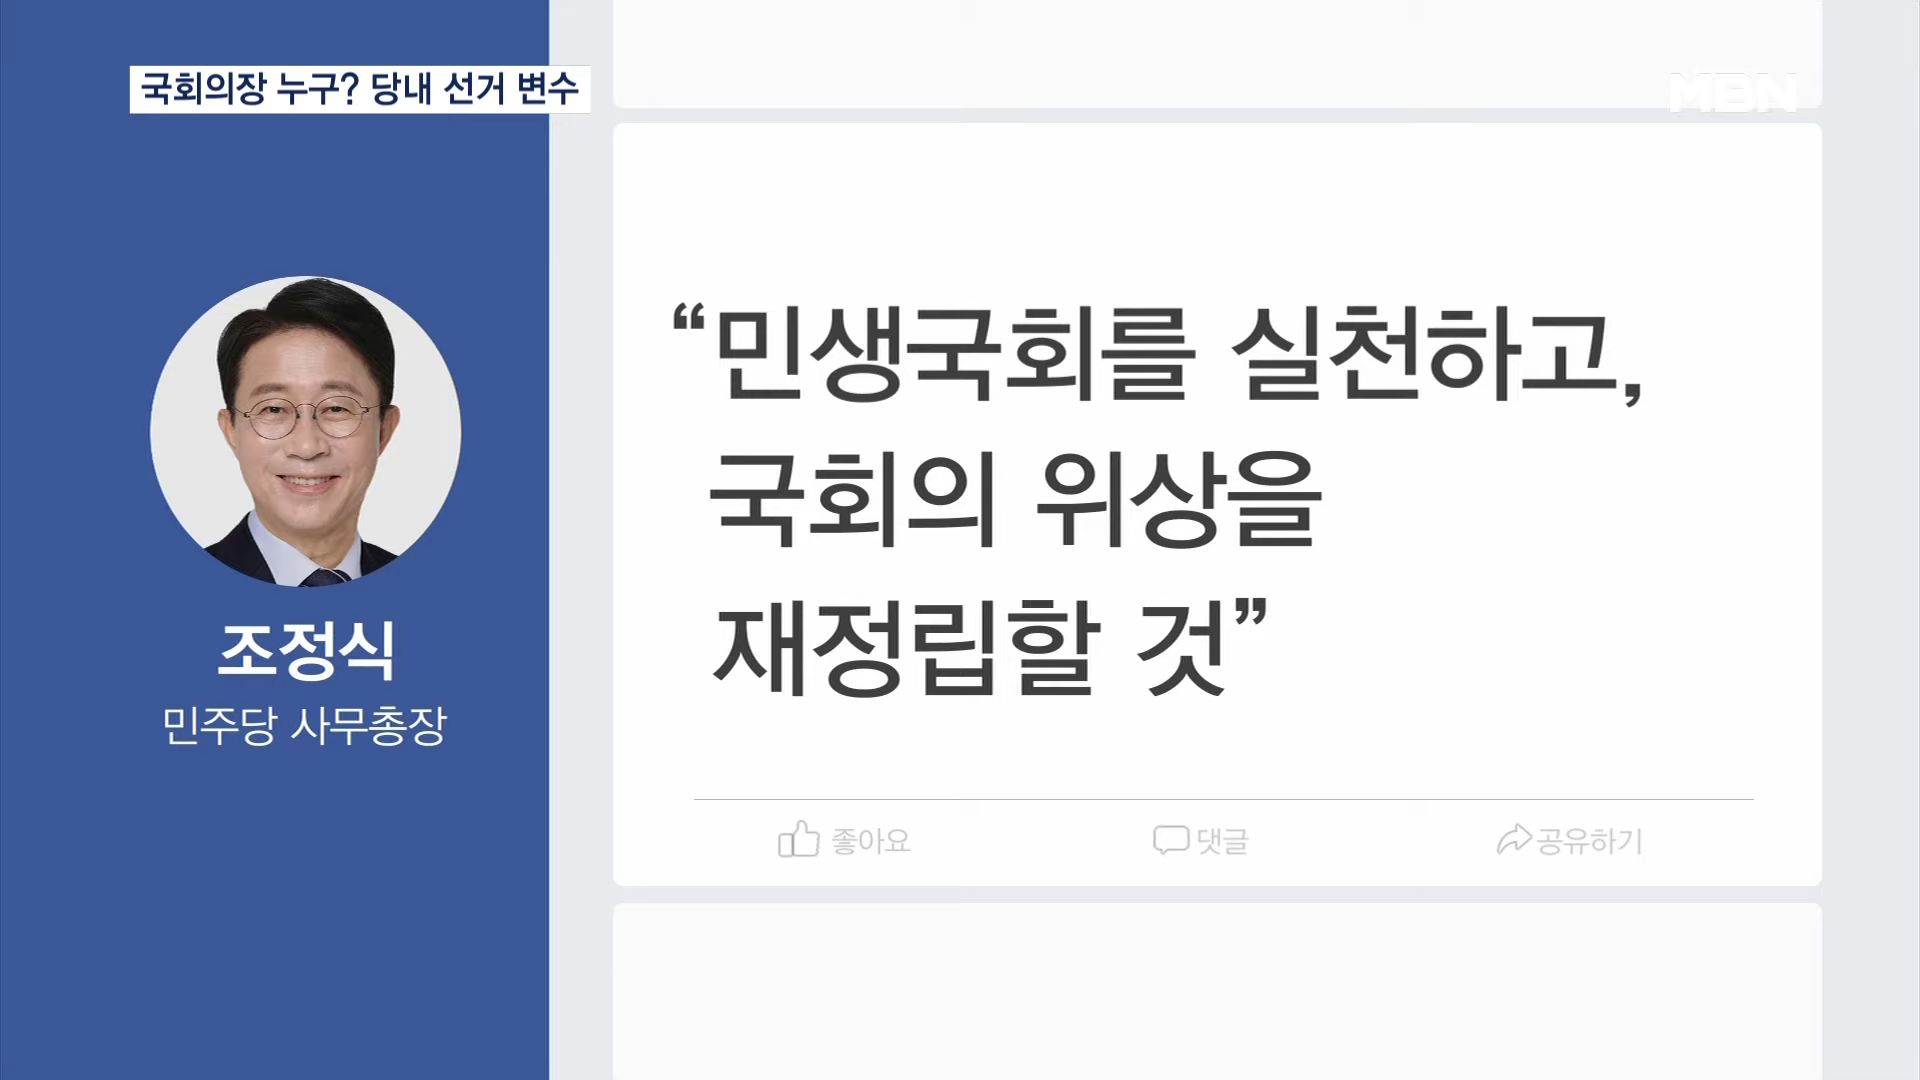 국회의장 누구? 당내 선거 변수
MBN
“민생국회를 실천하고,
국회의 위상을
재정립할 것”
조정식
민주당 사무총장
좋아요 댓글 공유하기